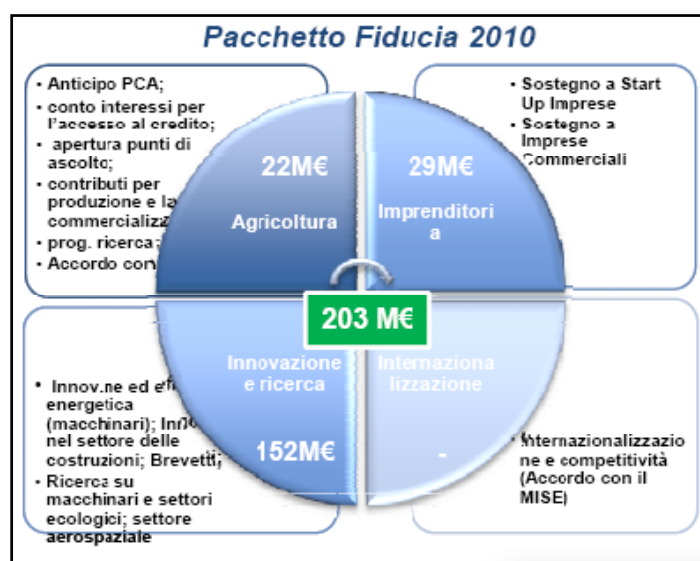 Pacchetto Fiducia 2010
• Anticipo PCA;
• conto interessi per
l'accesso al credito;
• apertura punti di
ascolto;
• contributi per
produzione e la
commercializz
• prog. ricerca;
• Accordo con
• Sostegno a Start
Up Imprese
• Sostegno a
Imprese
Commerciali
22M€
Agricoltura
29M€
Imprenditori
a
203 M€
Innovazione
e ricerca
152M€
Internaziona
lizzazione
-
• Innov.ne ed
energetica
(macchinari);
nel settore delle
costruzioni; Brevetti;
• Ricerca su
macchinari e settori
ecologici; settore
aerospaziale
• Internazionalizzazio
ne e competitività
(Accordo con il
MISE)